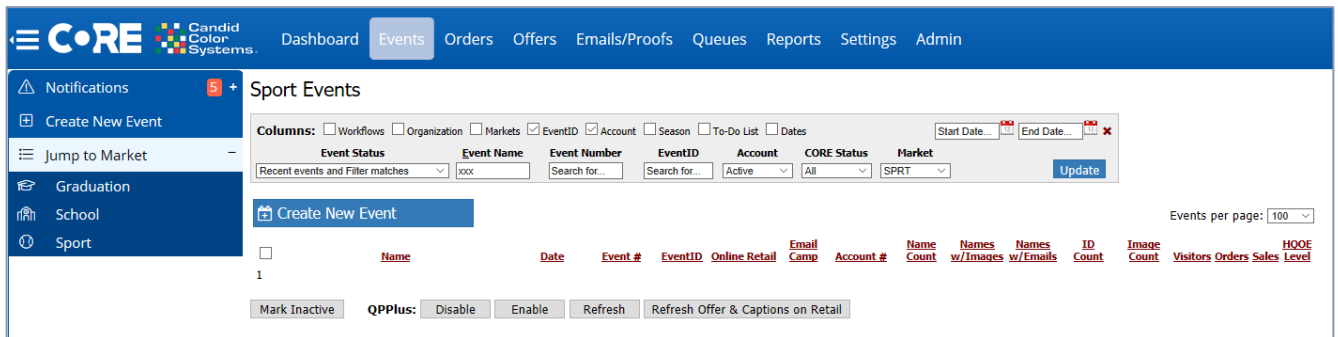 CORE Candid Color Systems. Dashboard Events Orders Offers Emails/Proofs Queues Reports Settings Admin
Notifications 5 +
Create New Event
Jump to Market −
Graduation
School
Sport
Sport Events
Columns: Workflows Organization Markets EventID Account Season To-Do List Dates Start Date... End Date...
Event Status Event Name Event Number EventID Account CORE Status Market
Recent events and Filter matches xxx Search for... Search for... Active All SPRT Update
Create New Event Events per page: 100
Name Date Event # EventID Online Retail Email Camp Account # Name Count Names w/Images Names w/Emails ID Count Image Count Visitors Orders Sales HQOE Level
1
Mark Inactive QPPlus: Disable Enable Refresh Refresh Offer & Captions on Retail